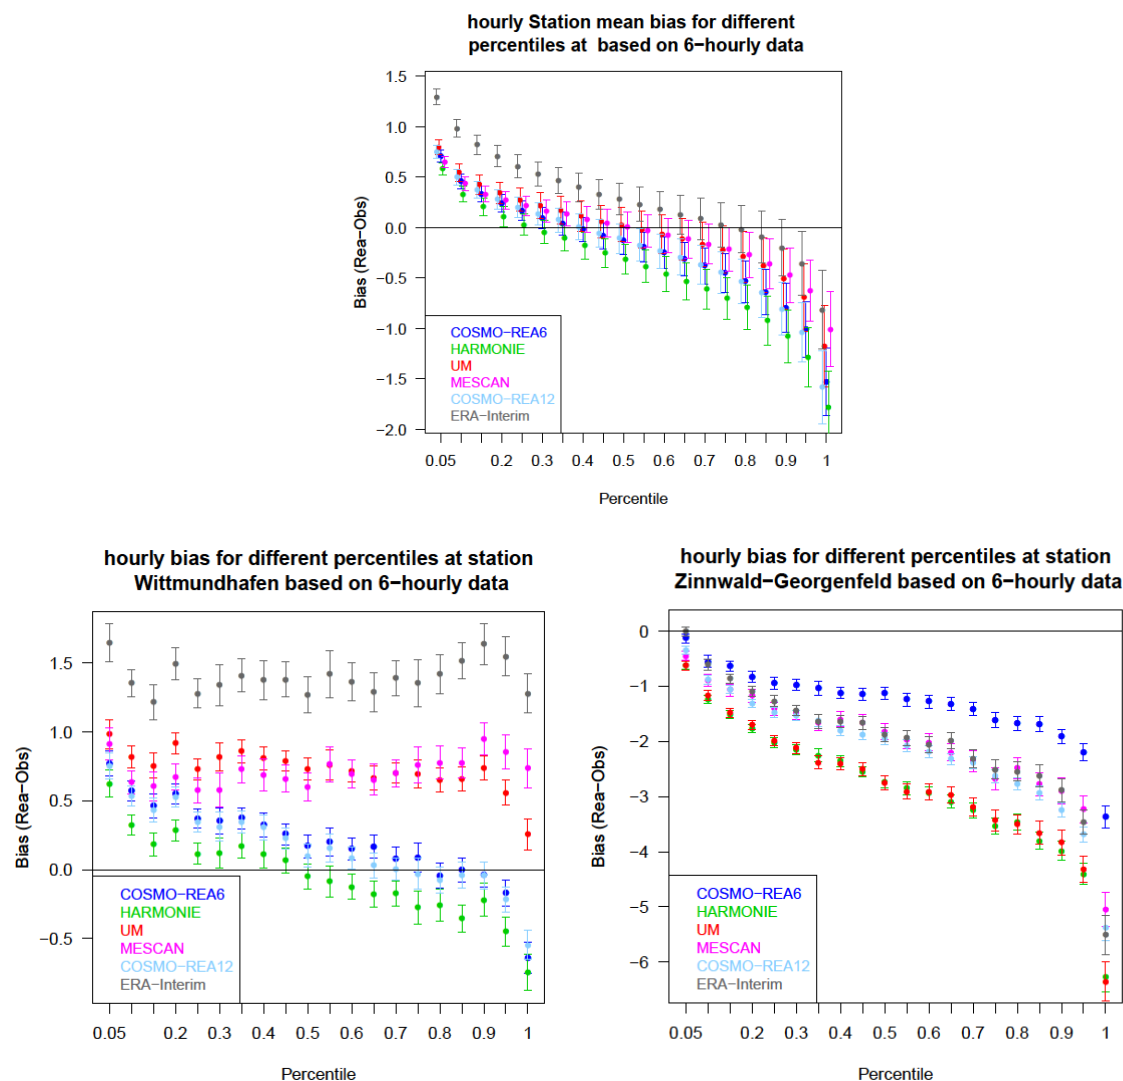 hourly Station mean bias for different
percentiles at based on 6−hourly data
1.5
1.0
0.5
0.0
−0.5
−1.0
−1.5
−2.0
Bias (Rea−Obs)
COSMO−REA6
HARMONIE
UM
MESCAN
COSMO−REA12
ERA−Interim
0.05 0.2 0.3 0.4 0.5 0.6 0.7 0.8 0.9 1
Percentile
hourly bias for different percentiles at station
Wittmundhafen based on 6−hourly data
1.5
1.0
0.5
0.0
−0.5
Bias (Rea−Obs)
COSMO−REA6
HARMONIE
UM
MESCAN
COSMO−REA12
ERA−Interim
0.05 0.2 0.3 0.4 0.5 0.6 0.7 0.8 0.9 1
Percentile
hourly bias for different percentiles at station
Zinnwald−Georgenfeld based on 6−hourly data
0
−1
−2
−3
−4
−5
−6
Bias (Rea−Obs)
COSMO−REA6
HARMONIE
UM
MESCAN
COSMO−REA12
ERA−Interim
0.05 0.2 0.3 0.4 0.5 0.6 0.7 0.8 0.9 1
Percentile